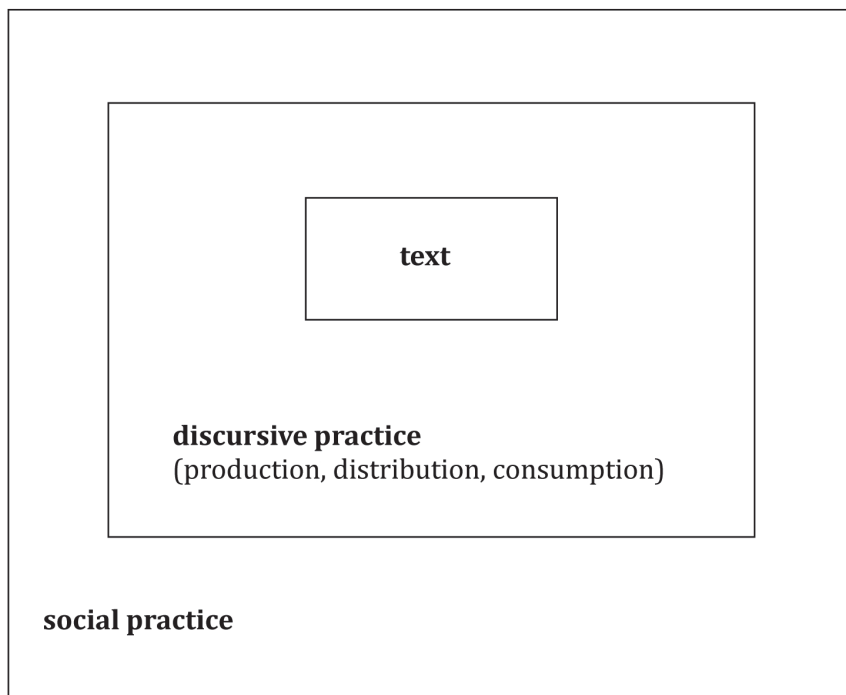 text
discursive practice
(production, distribution, consumption)
social practice